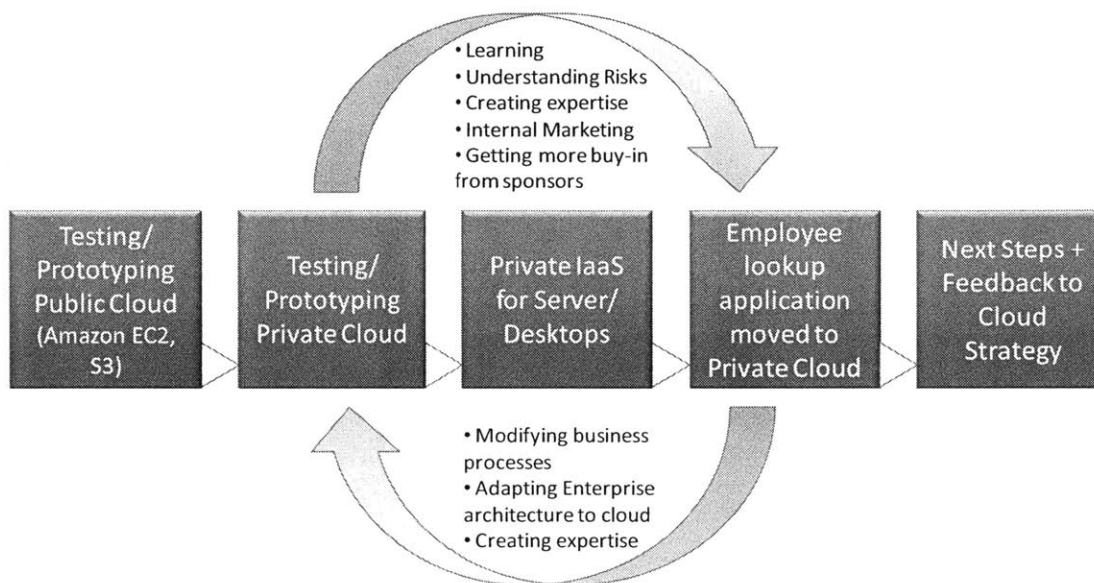 • Learning
• Understanding Risks
• Creating expertise
• Internal Marketing
• Getting more buy-in
from sponsors
Testing/
Prototyping
Public Cloud
(Amazon EC2,
S3)
Testing/
Prototyping
Private Cloud
Private IaaS
for Server/
Desktops
Employee
lookup
application
moved to
Private Cloud
Next Steps +
Feedback to
Cloud
Strategy
• Modifying business
processes
• Adapting Enterprise
architecture to cloud
• Creating expertise